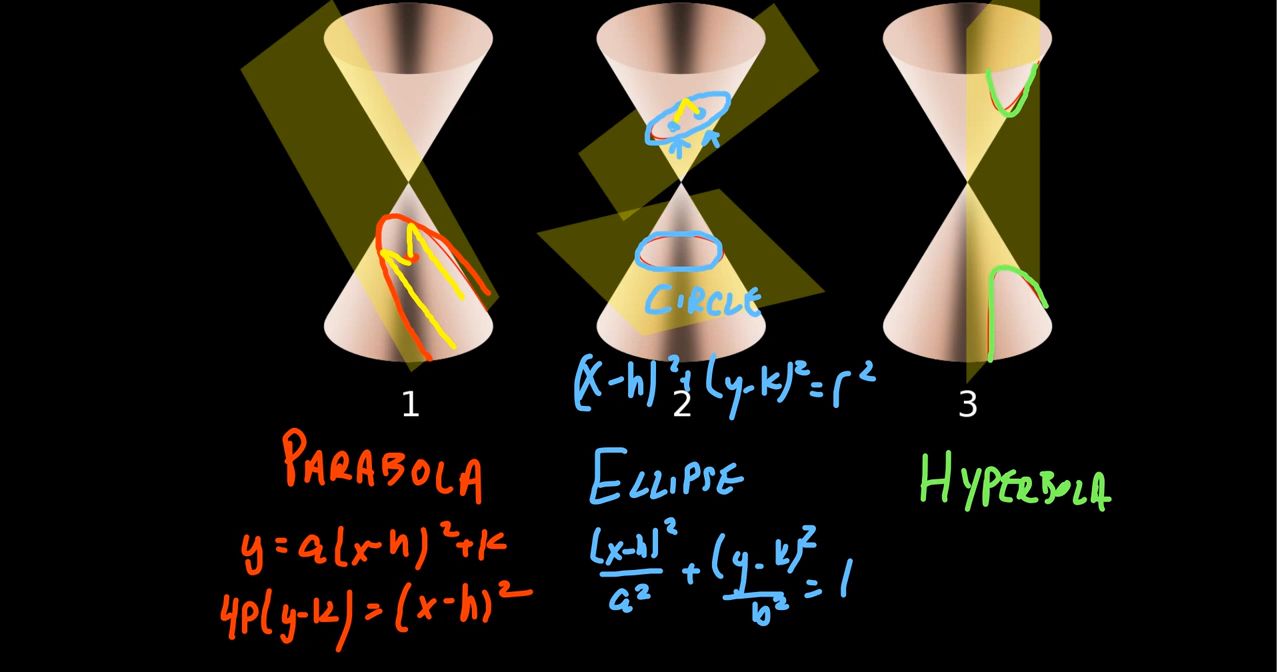 CIRCLE
(x-h)²+(y-k)²=r²
1
2
3
PARABOLA
ELLIPSE
HYPERBOLA
y=a(x-h)²+k
(x-h)²/a² + (y-k)²/b² = 1
4p(y-k)=(x-h)²